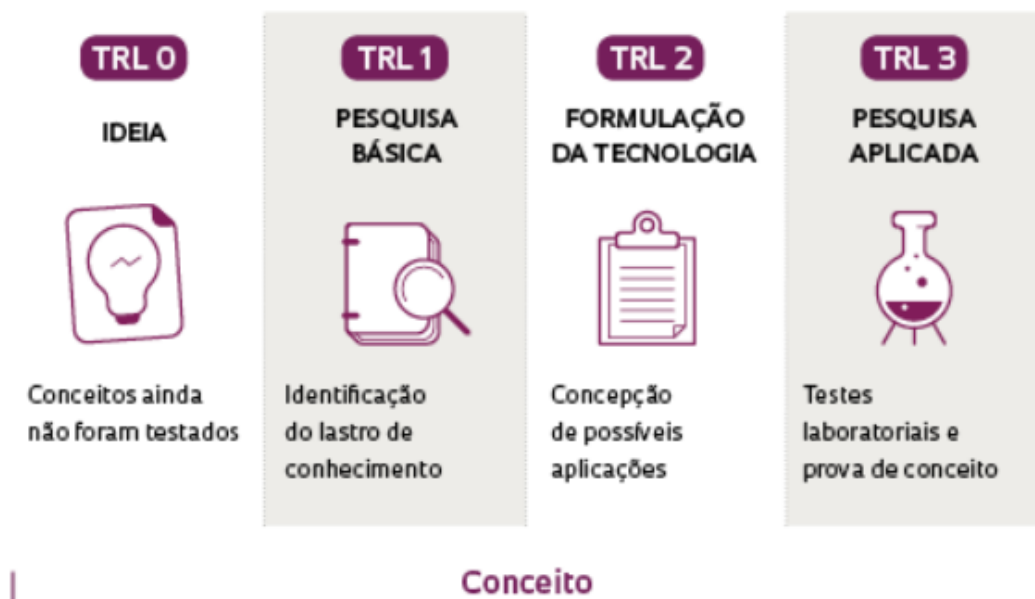 TRL 0
IDEIA
Conceitos ainda
não foram testados
TRL 1
PESQUISA
BÁSICA
Identificação
do lastro de
conhecimento
TRL 2
FORMULAÇÃO
DA TECNOLOGIA
Concepção
de possíveis
aplicações
TRL 3
PESQUISA
APLICADA
Testes
laboratoriais e
prova de conceito
Conceito